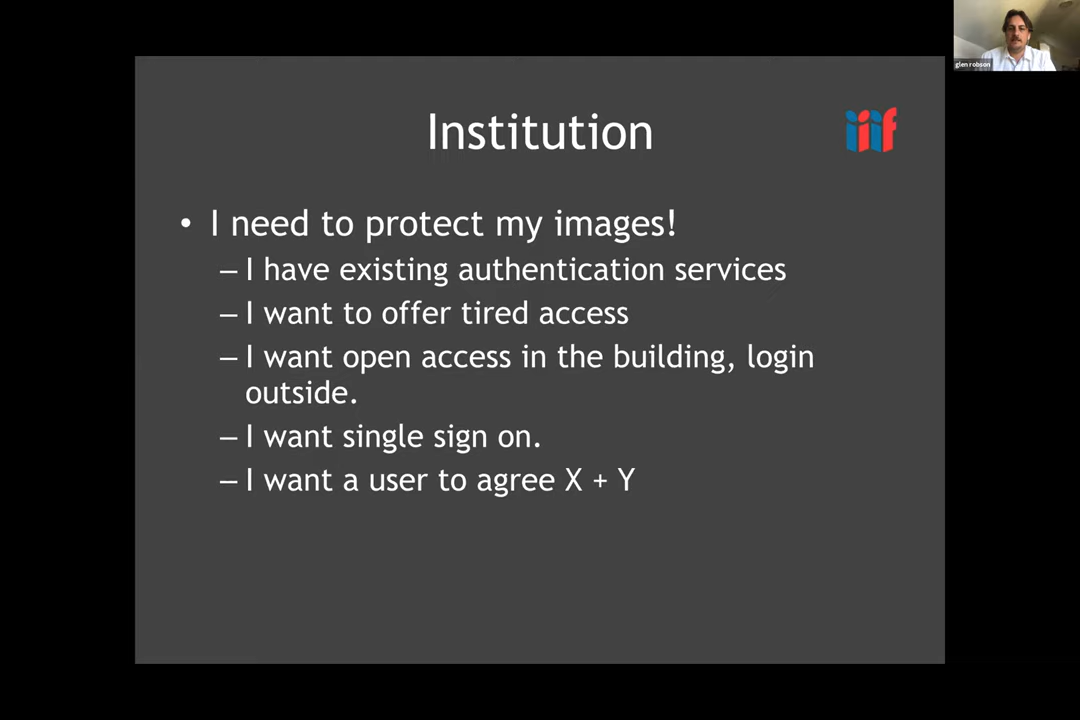 glen robson
Institution
iiif
• I need to protect my images!
– I have existing authentication services
– I want to offer tired access
– I want open access in the building, login
outside.
– I want single sign on.
– I want a user to agree X + Y